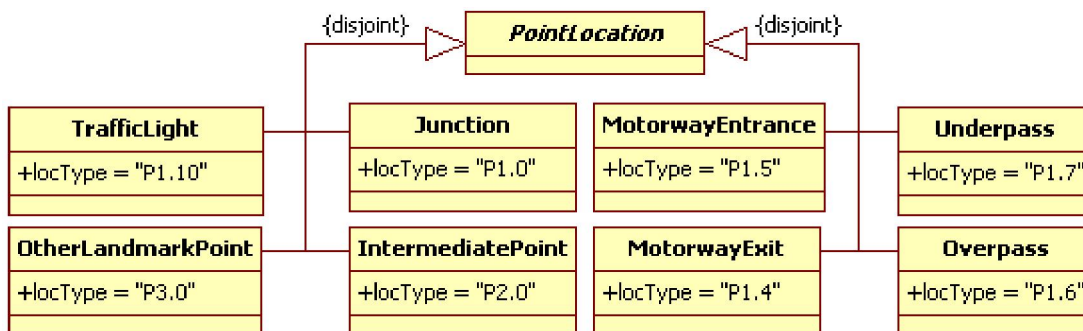 {disjoint} PointLocation {disjoint}
TrafficLight Junction MotorwayEntrance Underpass
+locType = "P1.10" +locType = "P1.0" +locType = "P1.5" +locType = "P1.7"
OtherLandmarkPoint IntermediatePoint MotorwayExit Overpass
+locType = "P3.0" +locType = "P2.0" +locType = "P1.4" +locType = "P1.6"